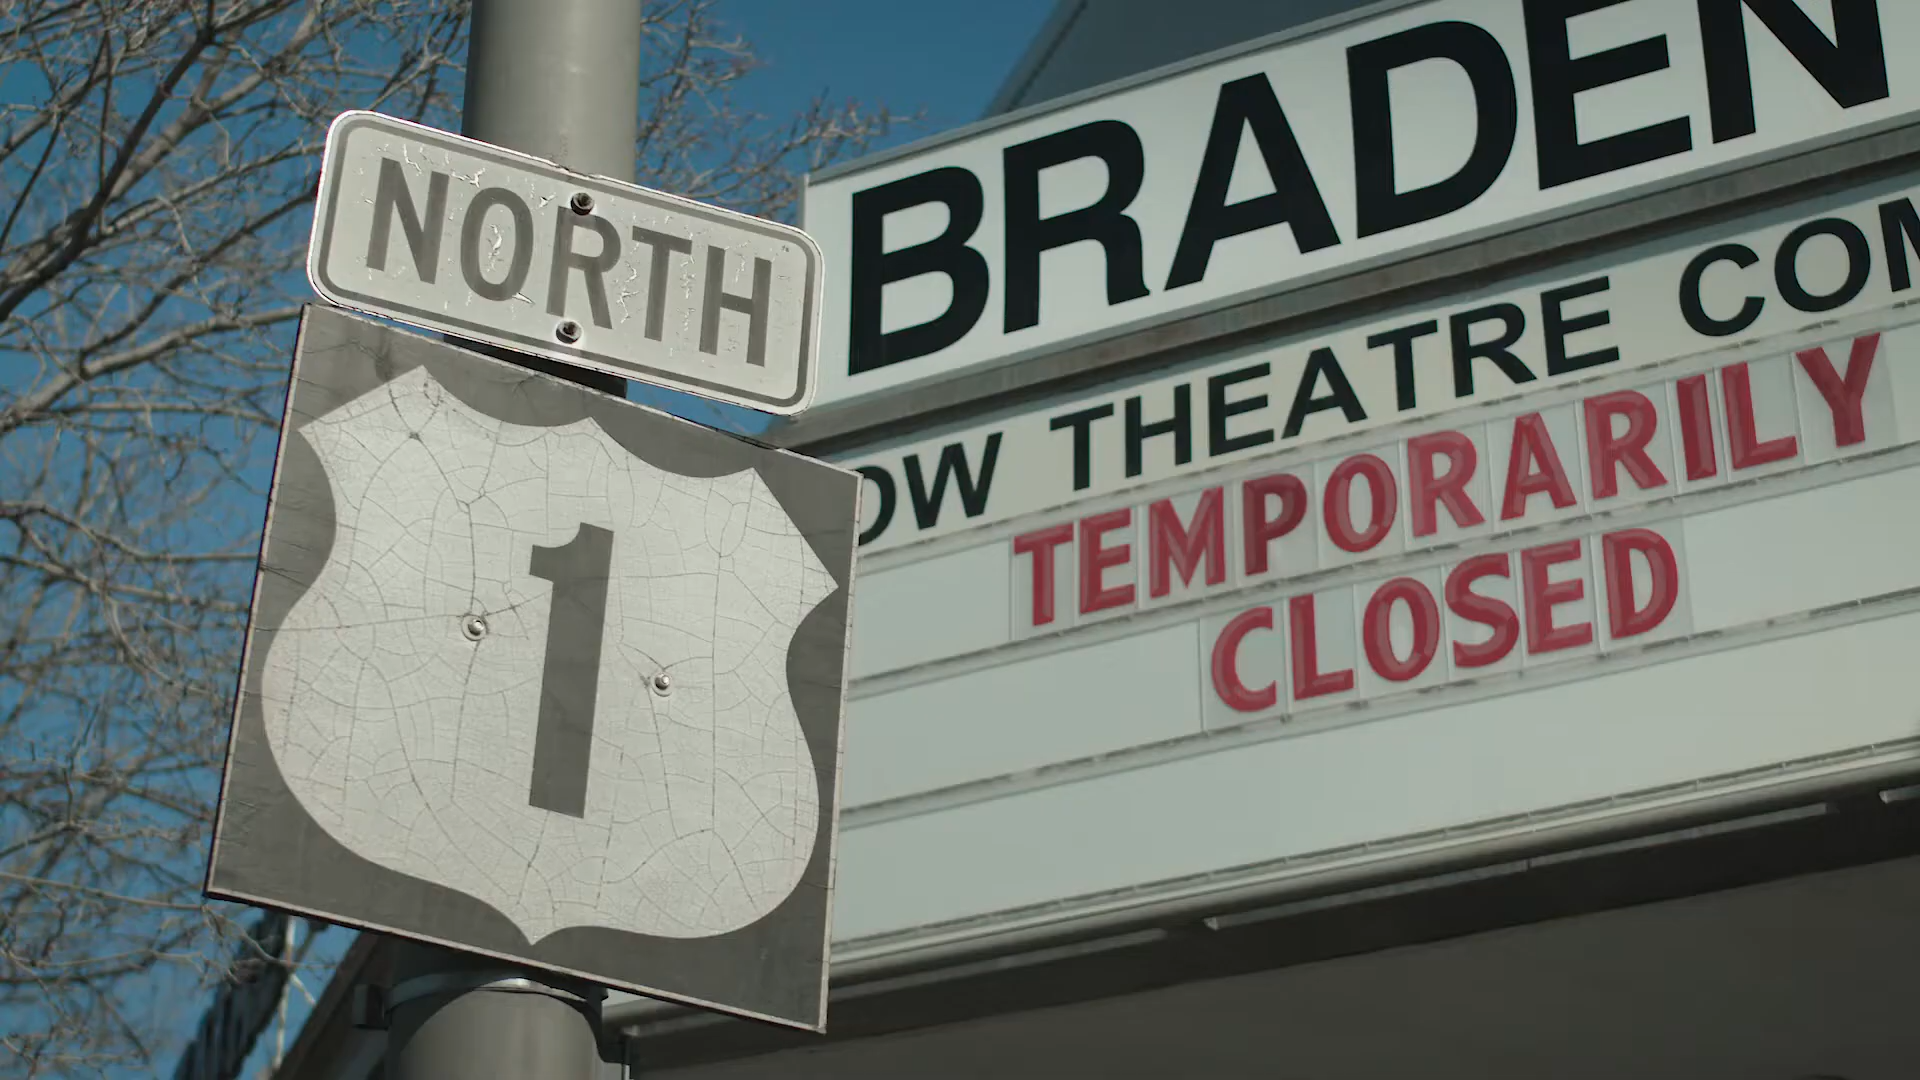 NORTH
1
BRADEN
OW THEATRE COM
TEMPORARILY
CLOSED